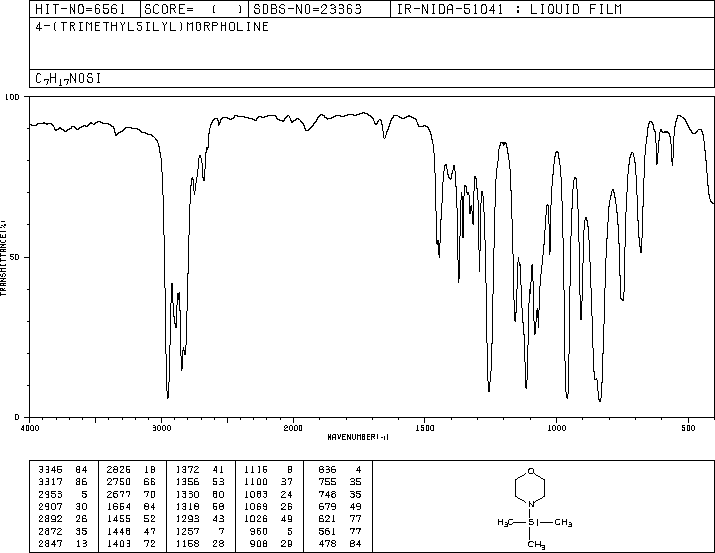 HIT-NO=6561 SCORE= ( ) SDBS-NO=23363 IR-NIDA-51041 : LIQUID FILM
4-(TRIMETHYLSILYL)MORPHOLINE
C7H17NOSI
100
50
0
TRANSMITTANCE(%)
4000 3000 2000 1500 1000 500
WAVENUMBER(-1)
3345 84 2825 18 1372 41 1115 8 836 4
3317 86 2750 66 1356 53 1100 37 755 35
2953 5 2677 70 1330 60 1083 24 748 35
2907 30 1654 84 1318 58 1069 26 679 49
2892 26 1455 52 1293 43 1026 49 621 77
2872 35 1448 47 1257 7 960 5 561 77
2847 13 1403 72 1158 28 908 29 478 84
O
N
H3C Si CH3
CH3